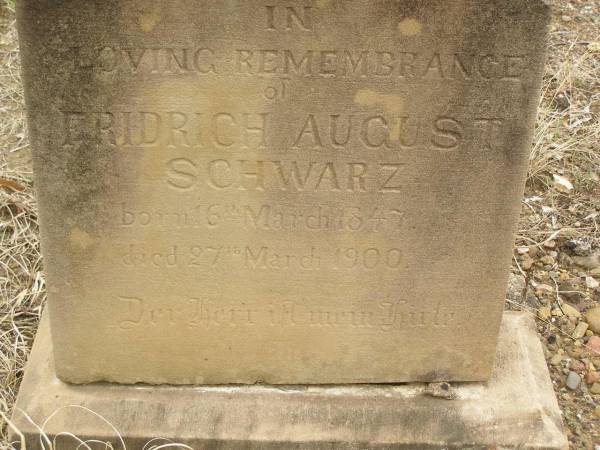 IN
LOVING REMEMBRANCE
of
FRIDRICH AUGUST
SCHWARZ
born 16th March 1847.
died 27th March 1900.
Der Herr ist mein